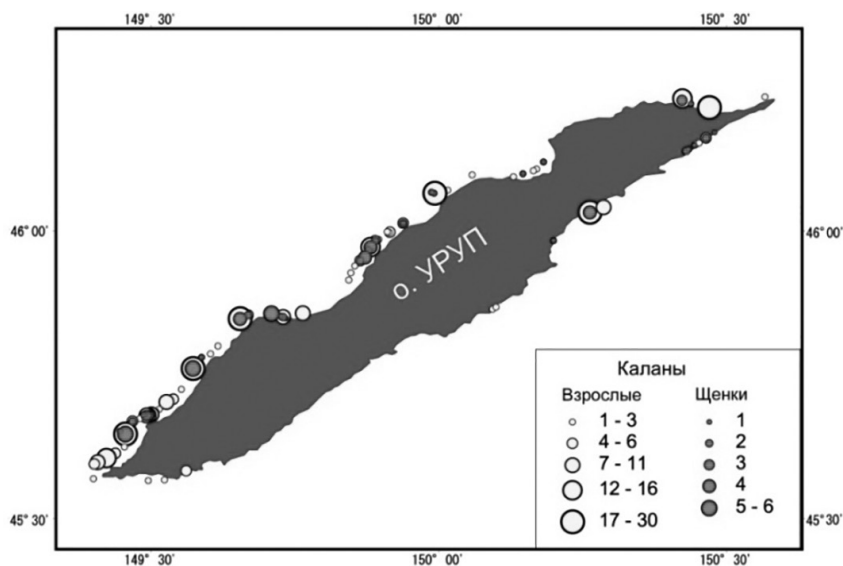 149° 30' 150° 00' 150° 30'
46° 00' 46° 00'
о. УРУП
Каланы
Взрослые Щенки
1 - 3 1
4 - 6 2
7 - 11 3
12 - 16 4
17 - 30 5 - 6
45° 30' 45° 30'
149° 30' 150° 00' 150° 30'